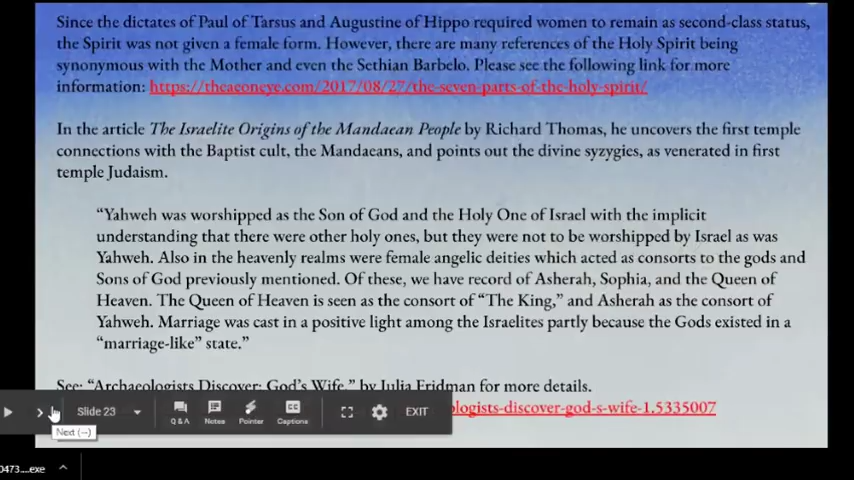 Since the dictates of Paul of Tarsus and Augustine of Hippo required women to remain as second-class status,
the Spirit was not given a female form. However, there are many references of the Holy Spirit being
synonymous with the Mother and even the Sethian Barbelo. Please see the following link for more
information: https://theaeoneye.com/2017/08/27/the-seven-parts-of-the-holy-spirit/
In the article The Israelite Origins of the Mandaean People by Richard Thomas, he uncovers the first temple
connections with the Baptist cult, the Mandaeans, and points out the divine syzygies, as venerated in first
temple Judaism.
“Yahweh was worshipped as the Son of God and the Holy One of Israel with the implicit
understanding that there were other holy ones, but they were not to be worshipped by Israel as was
Yahweh. Also in the heavenly realms were female angelic deities which acted as consorts to the gods and
Sons of God previously mentioned. Of these, we have record of Asherah, Sophia, and the Queen of
Heaven. The Queen of Heaven is seen as the consort of “The King,” and Asherah as the consort of
Yahweh. Marriage was cast in a positive light among the Israelites partly because the Gods existed in a
“marriage-like” state.”
See: “Archaeologists Discover: God’s Wife,” by Julia Fridman for more details.
ologists-discover-god-s-wife-1.5335007
Slide 23
Q & A
Notes
Pointer
Captions
EXIT
Next (→)
0473....exe